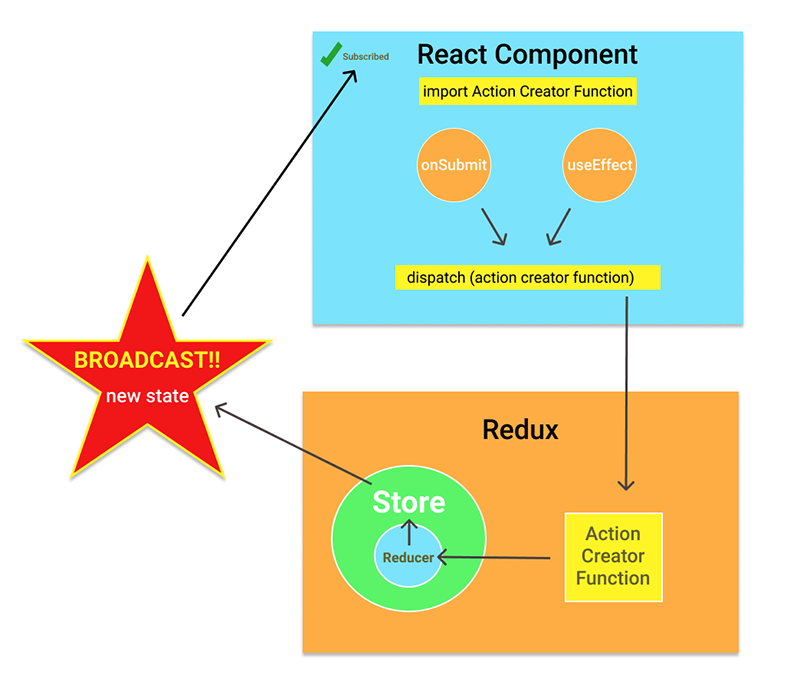 React Component
Subscribed
import Action Creator Function
onSubmit
useEffect
dispatch (action creator function)
BROADCAST!!
new state
Redux
Store
Reducer
Action
Creator
Function